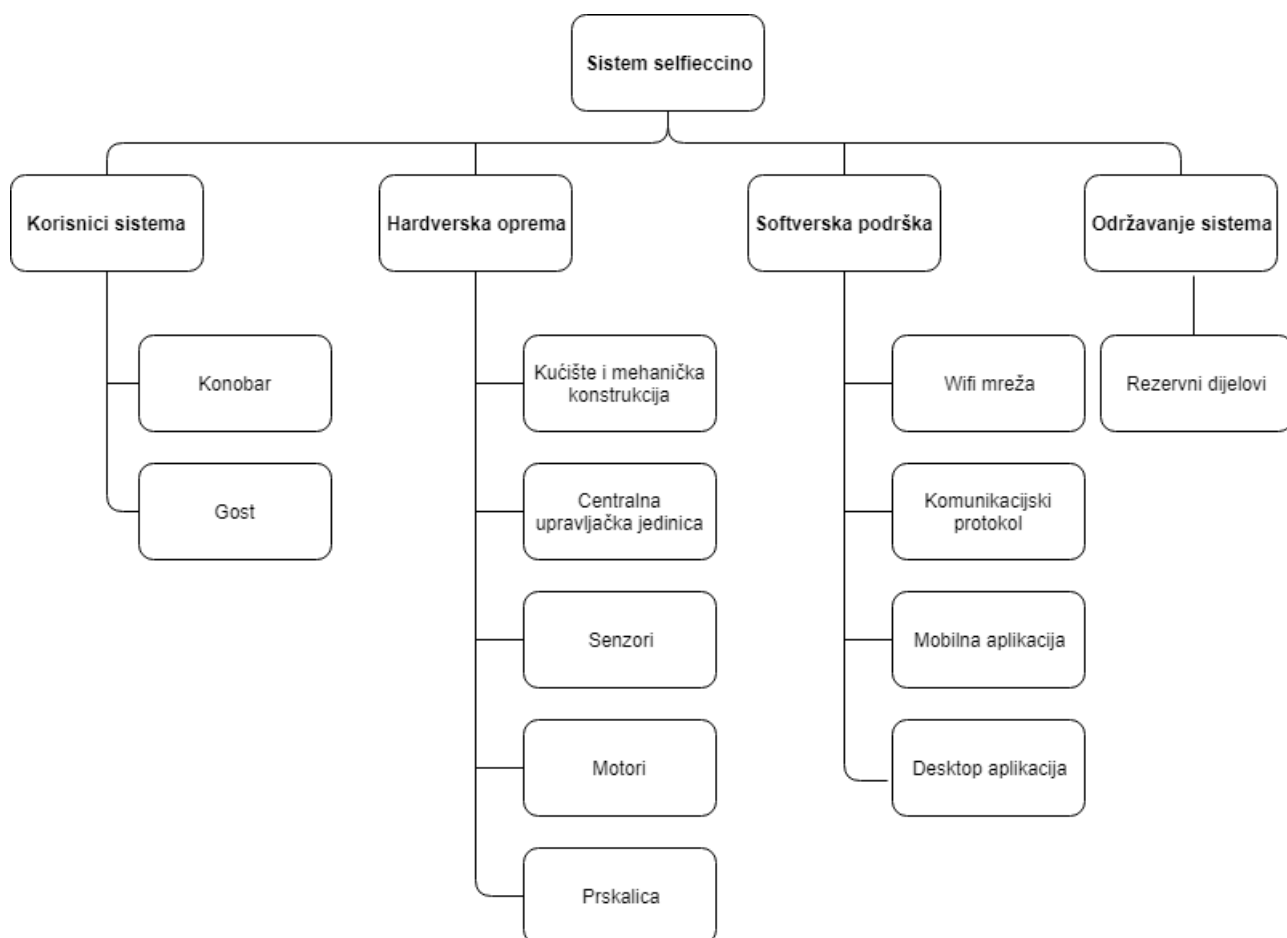 Sistem selfieccino
Korisnici sistema
Hardverska oprema
Softverska podrška
Održavanje sistema
Konobar
Gost
Kućište i mehanička
konstrukcija
Centralna
upravljačka jedinica
Senzori
Motori
Prskalica
Wifi mreža
Komunikacijski
protokol
Mobilna aplikacija
Desktop aplikacija
Rezervni dijelovi